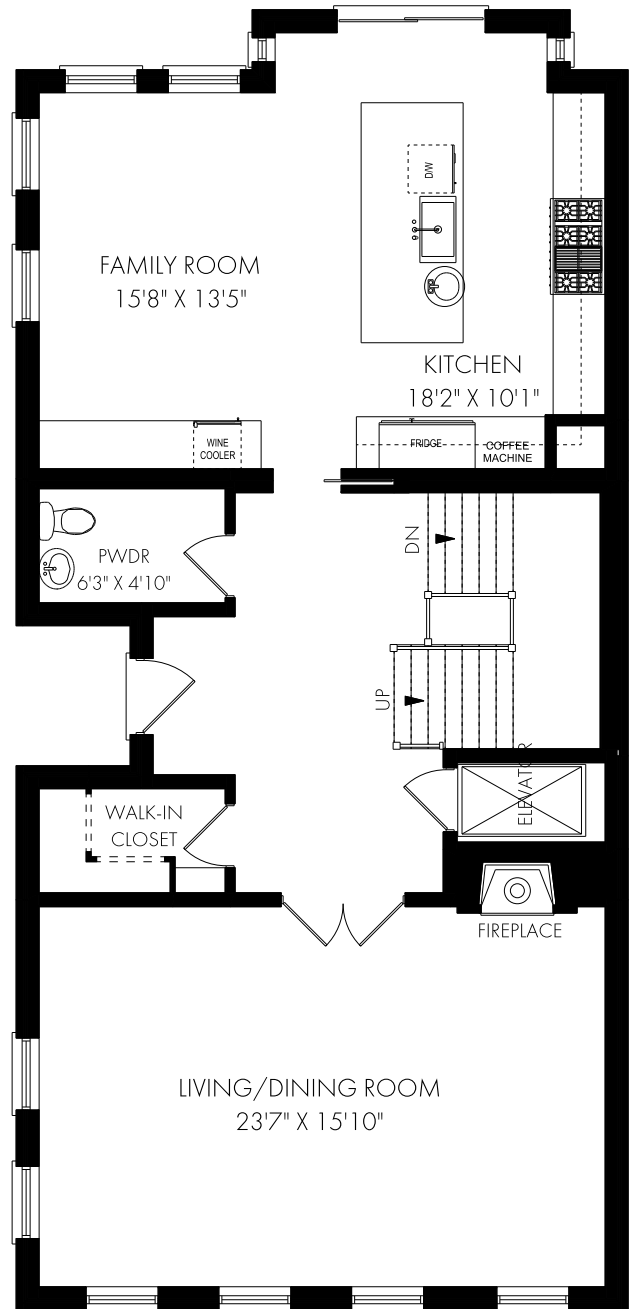 D/W
FAMILY ROOM
15'8" X 13'5"
KITCHEN
18'2" X 10'1"
WINE
COOLER
FRIDGE
COFFEE
MACHINE
DN
PWDR
6'3" X 4'10"
UP
ELEVATOR
WALK-IN
CLOSET
FIREPLACE
LIVING/DINING ROOM
23'7" X 15'10"